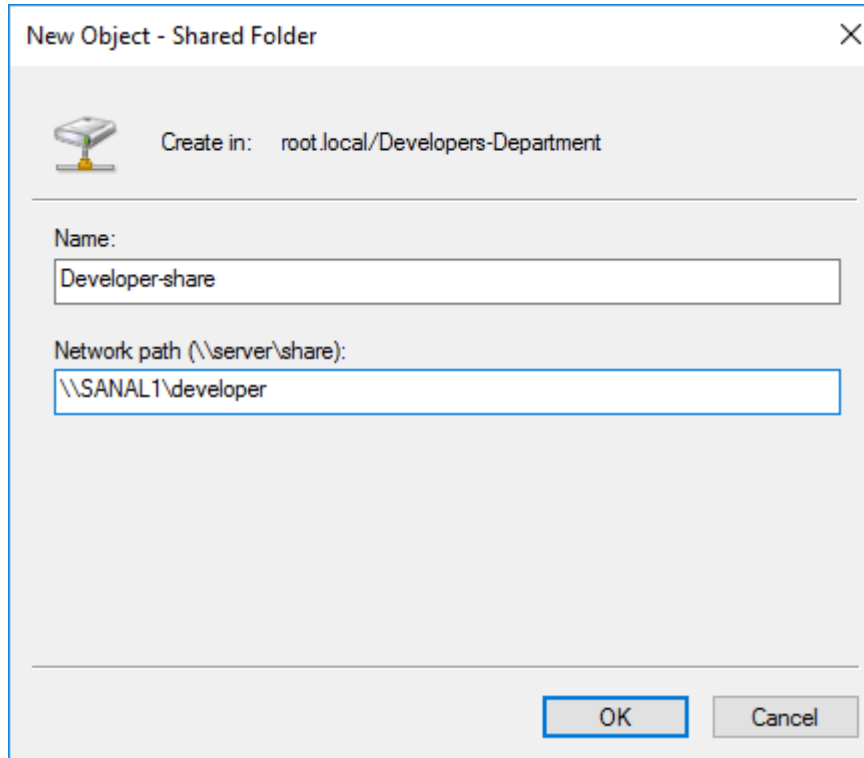 New Object - Shared Folder
Create in: root.local/Developers-Department
Name:
Developer-share
Network path (\\server\share):
\\SANAL1\developer
OK Cancel